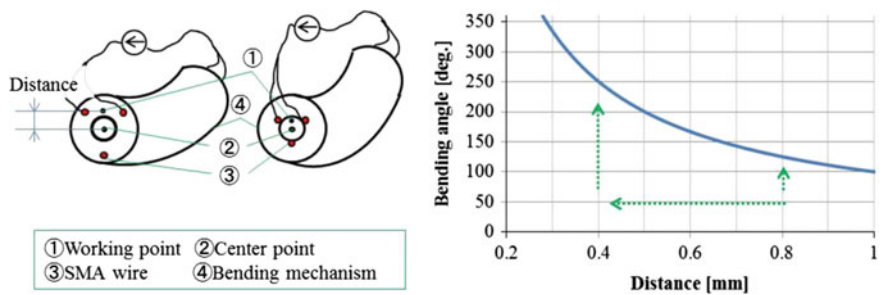 Distance
①
④
②
③
①Working point ②Center point
③SMA wire ④Bending mechanism
Bending angle [deg.]
350
300
250
200
150
100
50
0
0.2 0.4 0.6 0.8 1
Distance [mm]